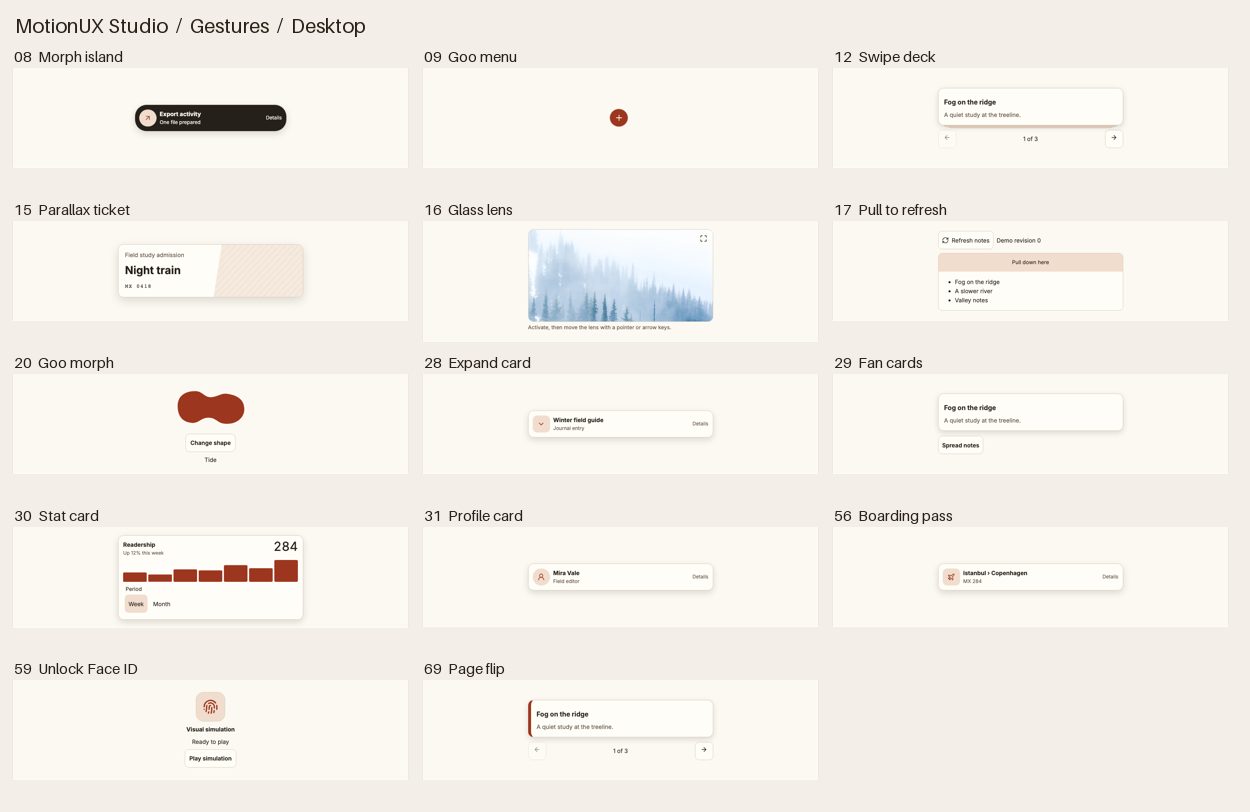 MotionUX Studio / Gestures / Desktop
08 Morph island
Export activity
One file prepared
Details
09 Goo menu
12 Swipe deck
Fog on the ridge
A quiet study at the treeline.
1 of 3
15 Parallax ticket
Field study admission
Night train
MX 0418
16 Glass lens
Activate, then move the lens with a pointer or arrow keys.
17 Pull to refresh
Refresh notes
Demo revision 0
Pull down here
• Fog on the ridge
• A slower river
• Valley notes
20 Goo morph
Change shape
Tide
28 Expand card
Winter field guide
Journal entry
Details
29 Fan cards
Fog on the ridge
A quiet study at the treeline.
Spread notes
30 Stat card
Readership
Up 12% this week
284
Period
Week Month
31 Profile card
Mira Vale
Field editor
Details
56 Boarding pass
Istanbul › Copenhagen
MX 284
Details
59 Unlock Face ID
Visual simulation
Ready to play
Play simulation
69 Page flip
Fog on the ridge
A quiet study at the treeline.
1 of 3